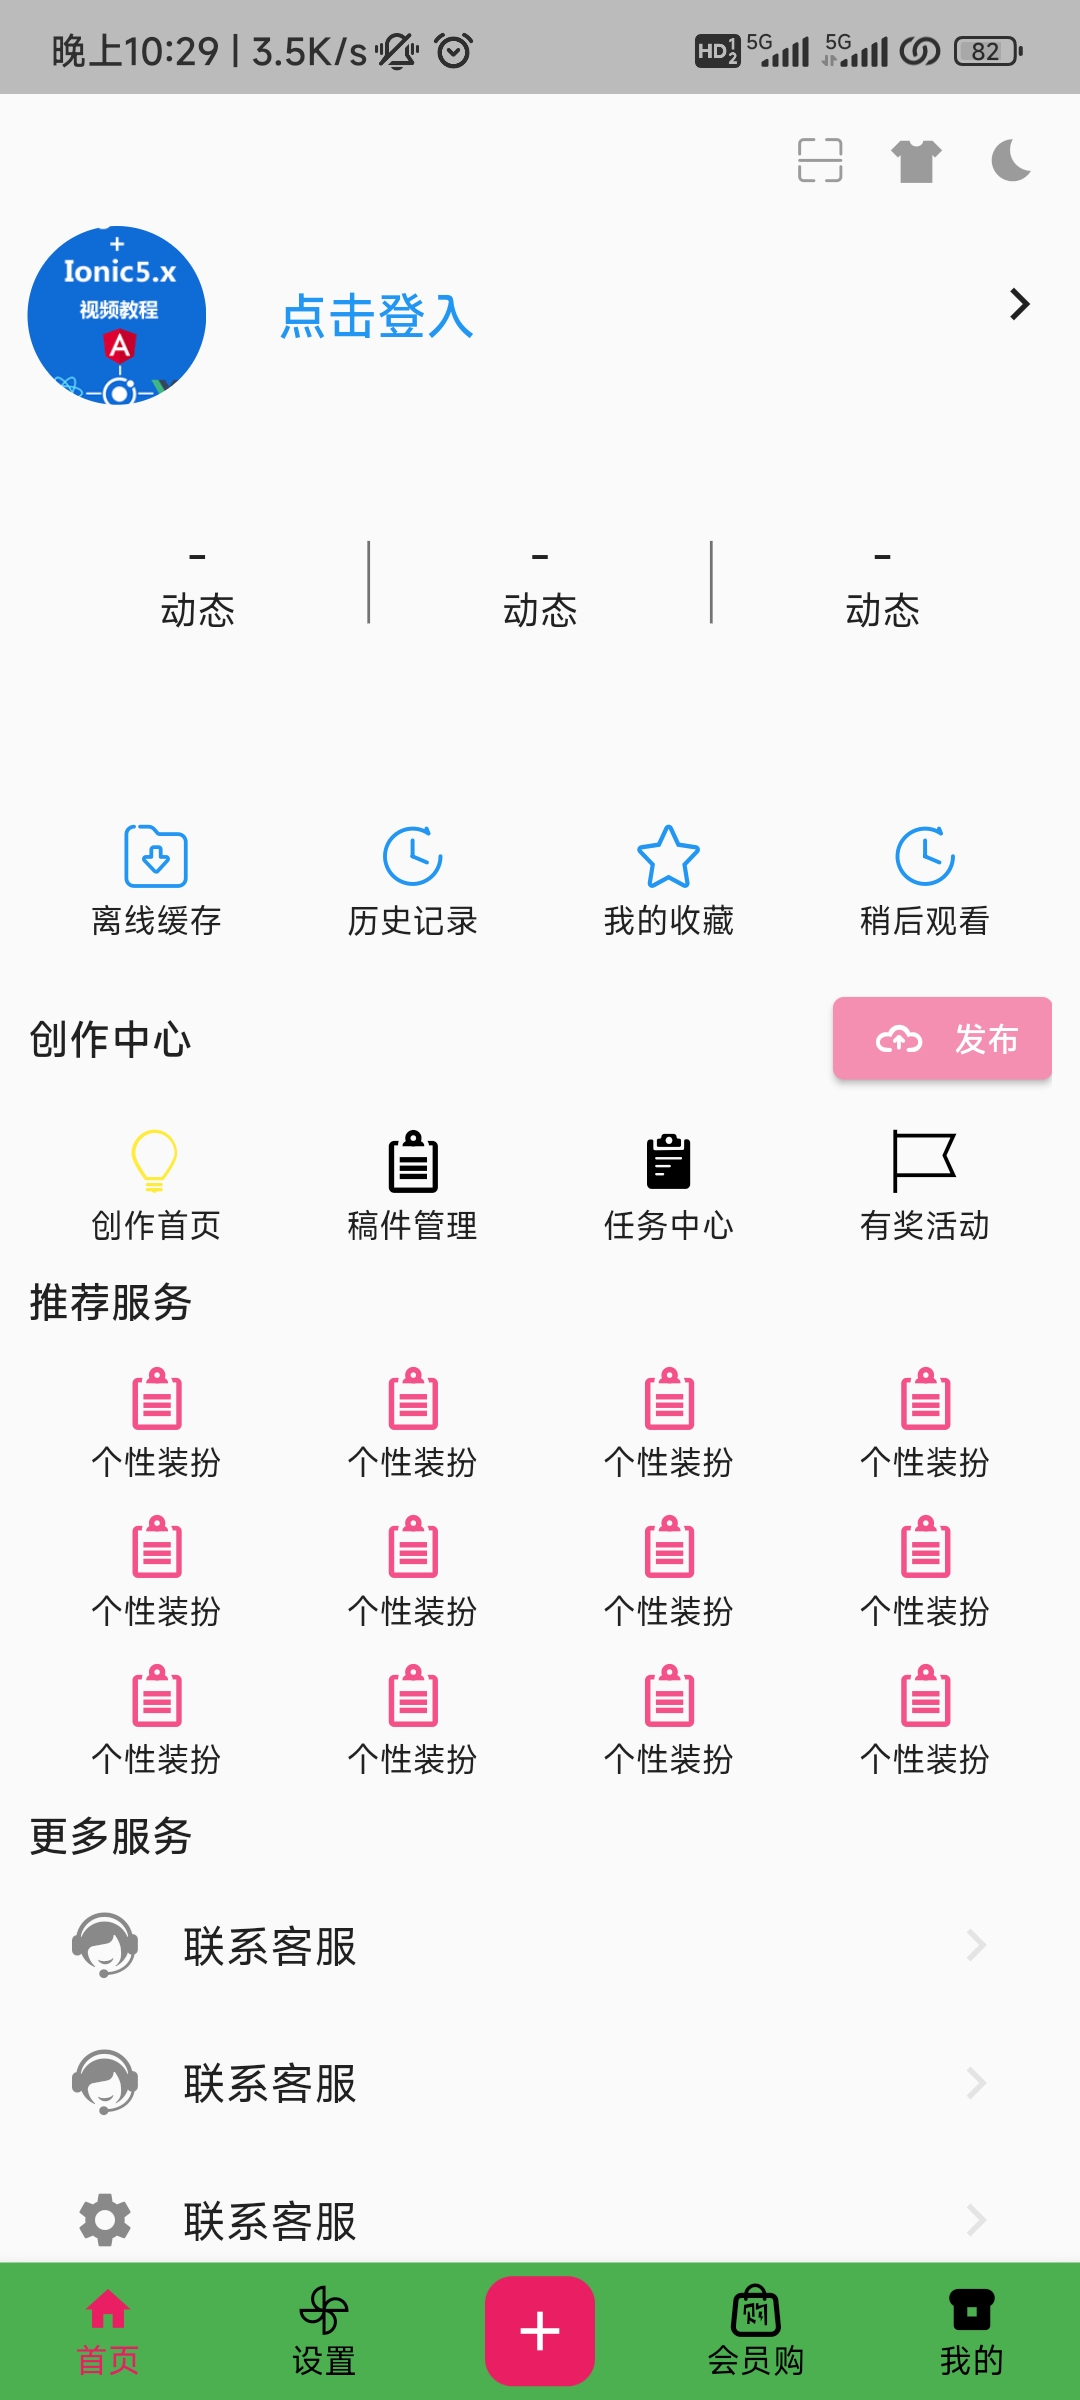 晚上10:29 | 3.5K/s HD 1 2 5G 5G 82
+
Ionic5.x
视频教程
A
点击登入
- - -
动态 动态 动态
离线缓存 历史记录 我的收藏 稍后观看
创作中心 发布
创作首页 稿件管理 任务中心 有奖活动
推荐服务
个性装扮 个性装扮 个性装扮 个性装扮
个性装扮 个性装扮 个性装扮 个性装扮
个性装扮 个性装扮 个性装扮 个性装扮
更多服务
联系客服
联系客服
联系客服
购
首页 设置 会员购 我的